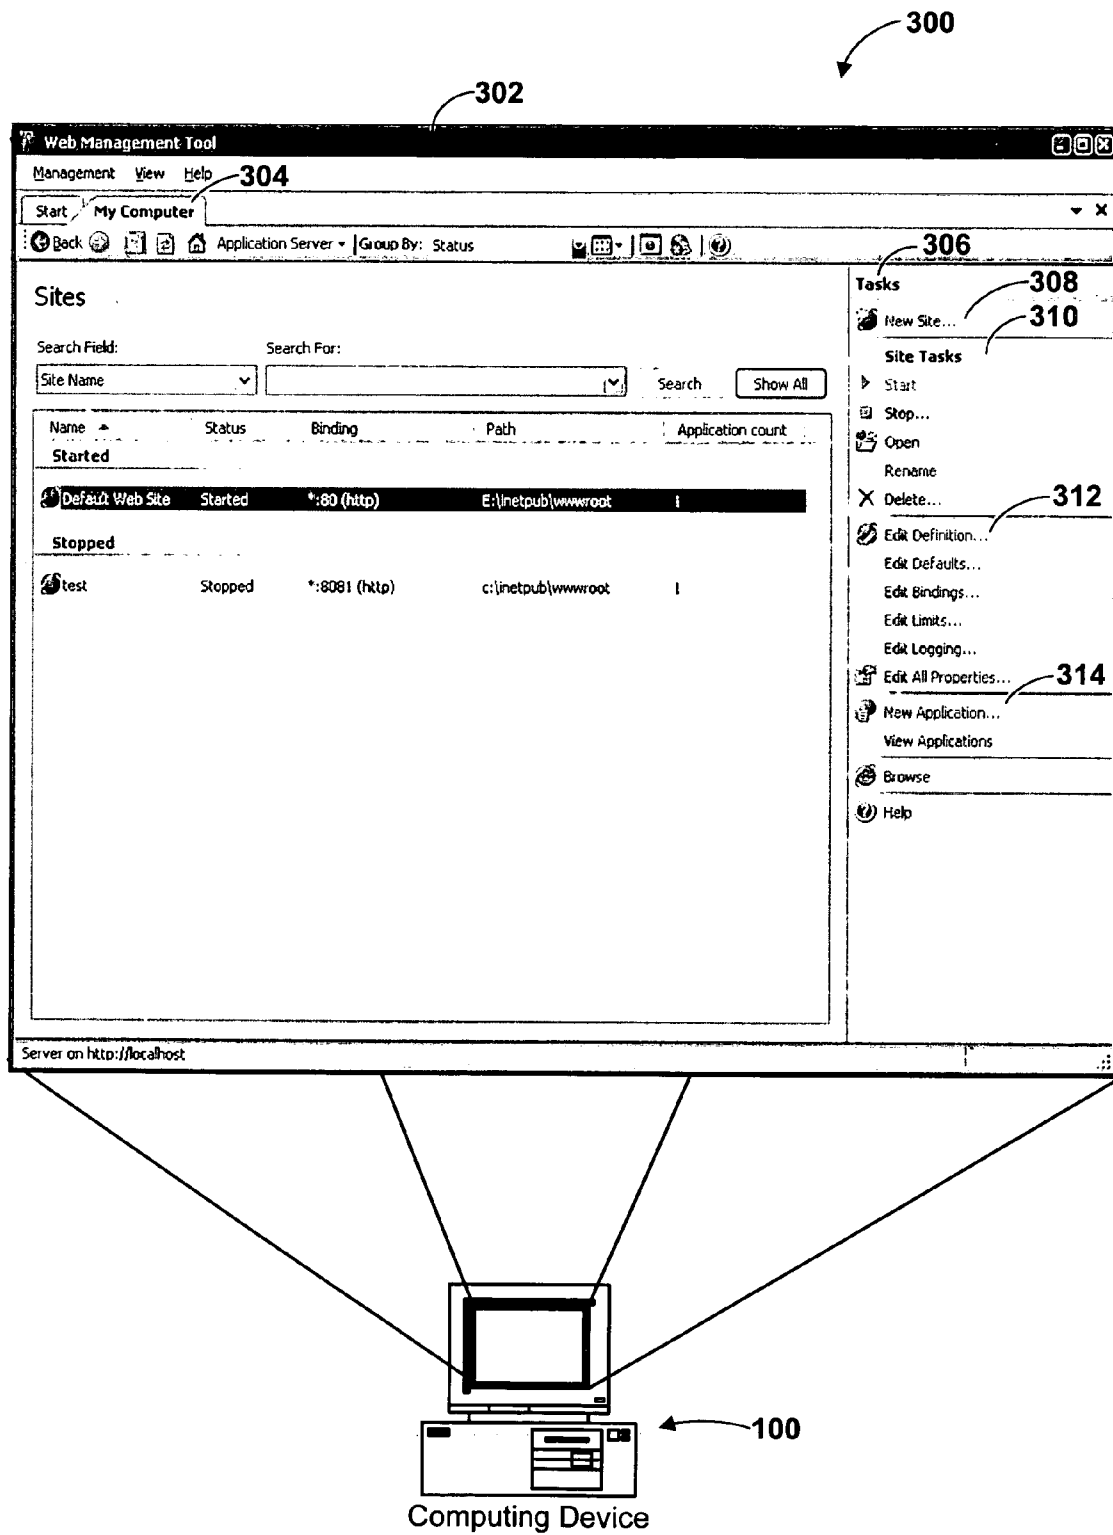 300
302
Web Management Tool
Management View Help
304
Start My Computer
Back Application Server Group By: Status
306
Tasks
308
New Site...
310
Sites
Search Field: Search For:
Site Name Search Show All
Name Status Binding Path Application count
Started
Default Web Site Started *:80 (http) E:\inetpub\wwwroot 1
Stopped
test Stopped *:8081 (http) c:\inetpub\wwwroot 1
Site Tasks
Start
Stop...
Open
Rename
Delete...
312
Edit Definition...
Edit Defaults...
Edit Bindings...
Edit Limits...
Edit Logging...
Edit All Properties...
314
New Application...
View Applications
Browse
Help
Server on http://localhost
100
Computing Device